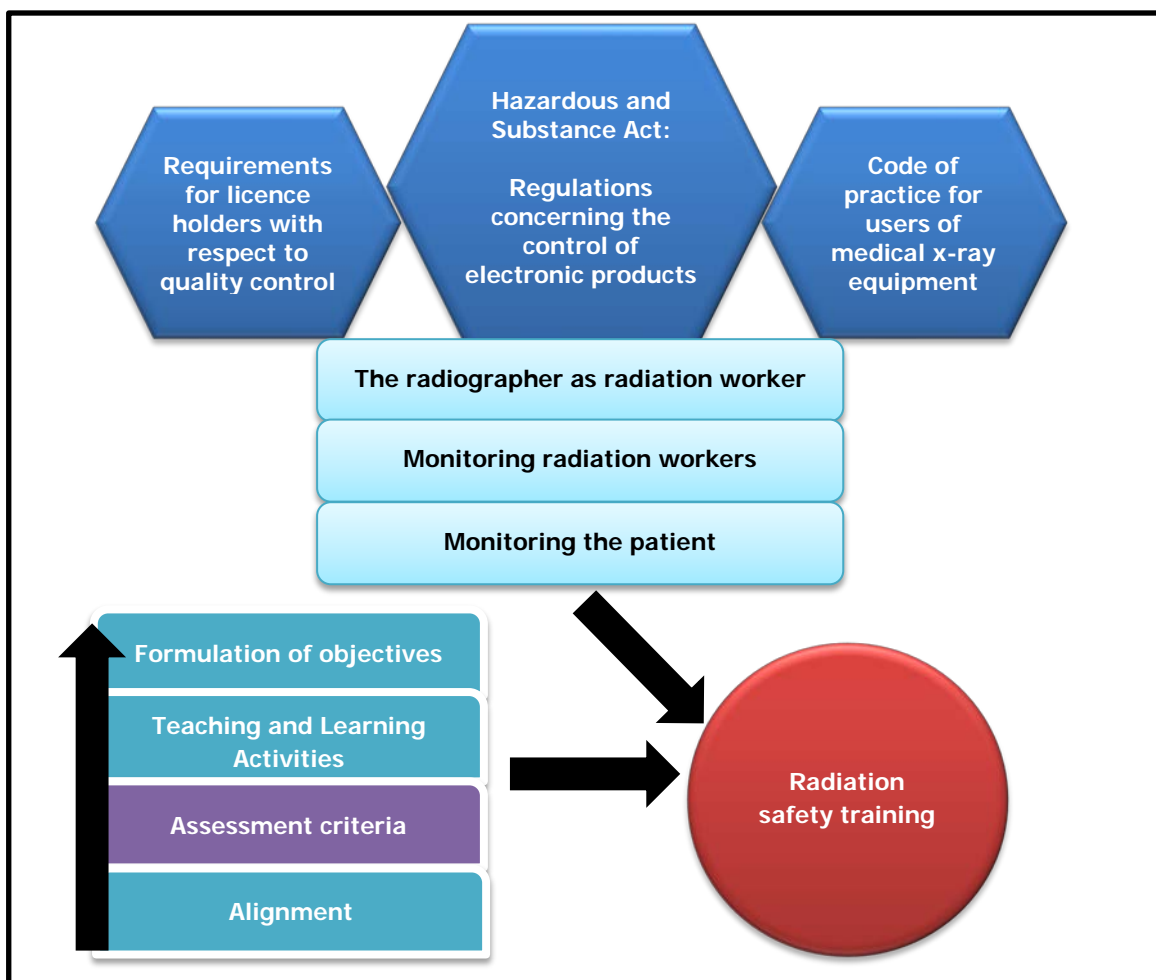 Requirements
for licence
holders with
respect to
quality control
Hazardous and
Substance Act:
Regulations
concerning the
control of
electronic products
Code of
practice for
users of
medical x-ray
equipment
The radiographer as radiation worker
Monitoring radiation workers
Monitoring the patient
Formulation of objectives
Teaching and Learning
Activities
Assessment criteria
Alignment
Radiation
safety training